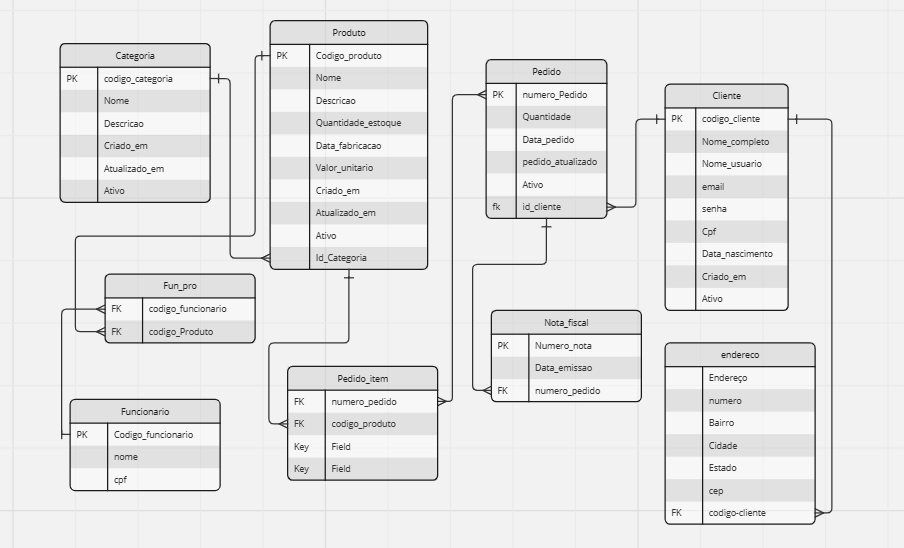 Categoria
PK codigo_categoria
Nome
Descricao
Criado_em
Atualizado_em
Ativo
Produto
PK Codigo_produto
Nome
Descricao
Quantidade_estoque
Data_fabricacao
Valor_unitario
Criado_em
Atualizado_em
Ativo
Id_Categoria
Pedido
PK numero_Pedido
Quantidade
Data_pedido
pedido_atualizado
Ativo
fk id_cliente
Cliente
PK codigo_cliente
Nome_completo
Nome_usuario
email
senha
Cpf
Data_nascimento
Criado_em
Ativo
Fun_pro
FK codigo_funcionario
FK codigo_Produto
Funcionario
PK Codigo_funcionario
nome
cpf
Pedido_item
FK numero_pedido
FK codigo_produto
Key Field
Key Field
Nota_fiscal
PK Numero_nota
Data_emissao
FK numero_pedido
endereco
Endereço
numero
Bairro
Cidade
Estado
cep
FK codigo-cliente